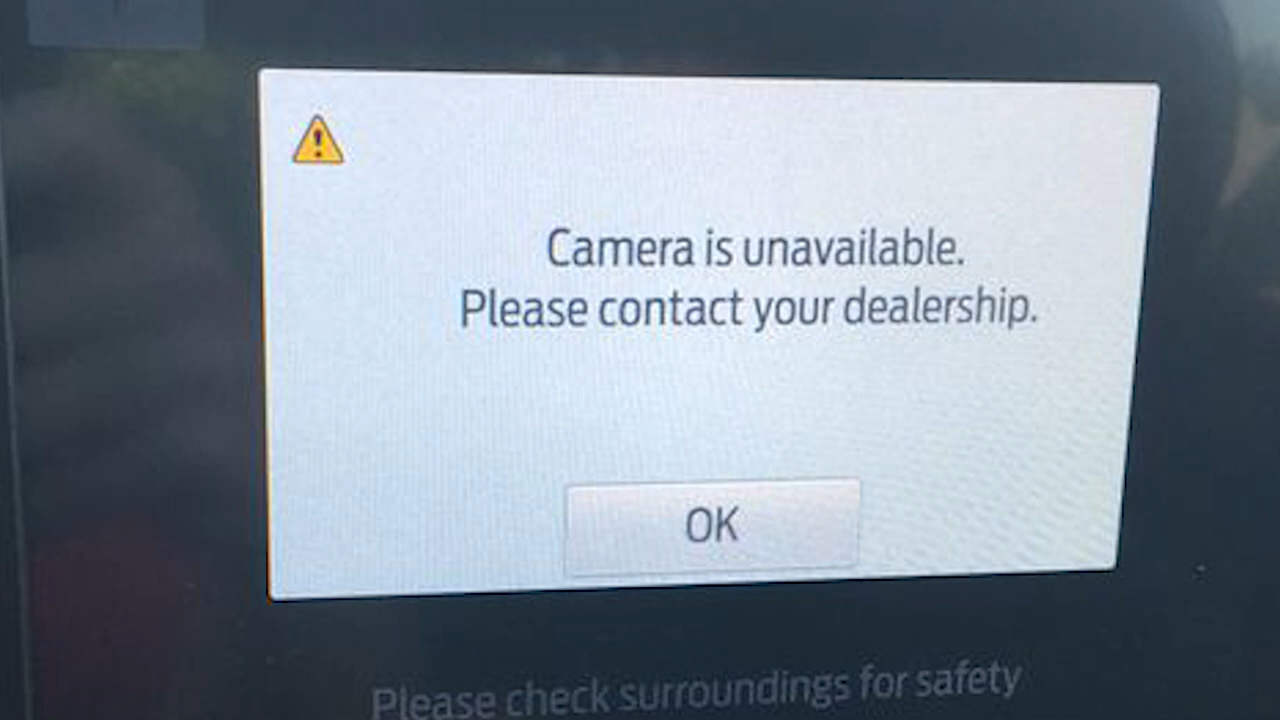 Camera is unavailable.
Please contact your dealership.
OK
Please check surroundings for safety